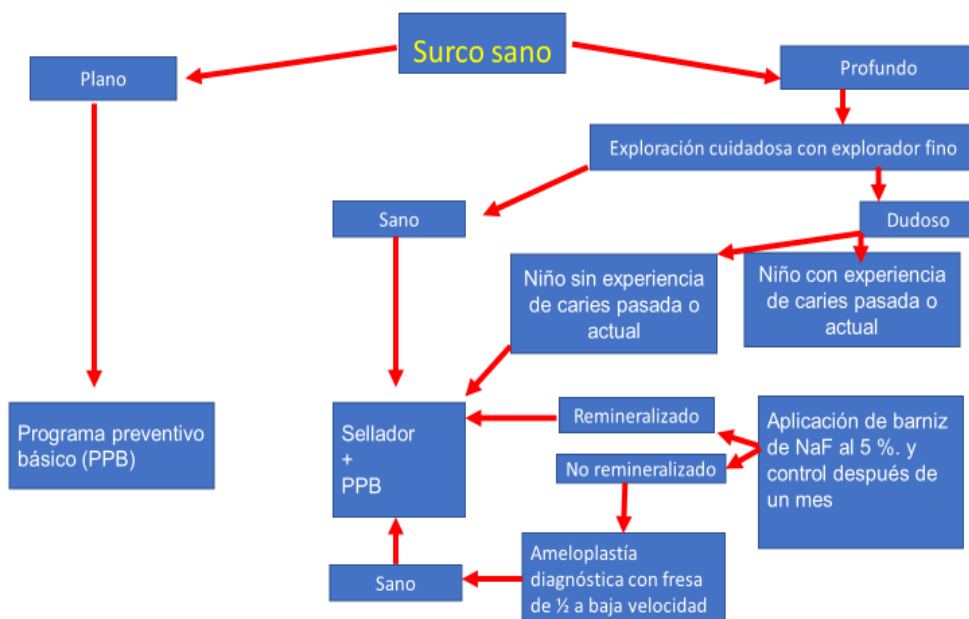 Surco sano
Plano
Profundo
Exploración cuidadosa con explorador fino
Sano
Dudoso
Niño sin experiencia
de caries pasada o
actual
Niño con experiencia
de caries pasada o
actual
Programa preventivo
básico (PPB)
Sellador
+
PPB
Remineralizado
No remineralizado
Aplicación de barniz
de NaF al 5 %. y
control después de
un mes
Sano
Ameloplastía
diagnóstica con fresa
de ½ a baja velocidad